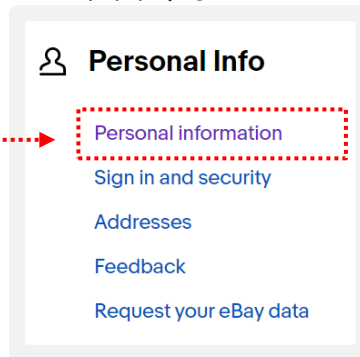 Personal Info
Personal information
Sign in and security
Addresses
Feedback
Request your eBay data